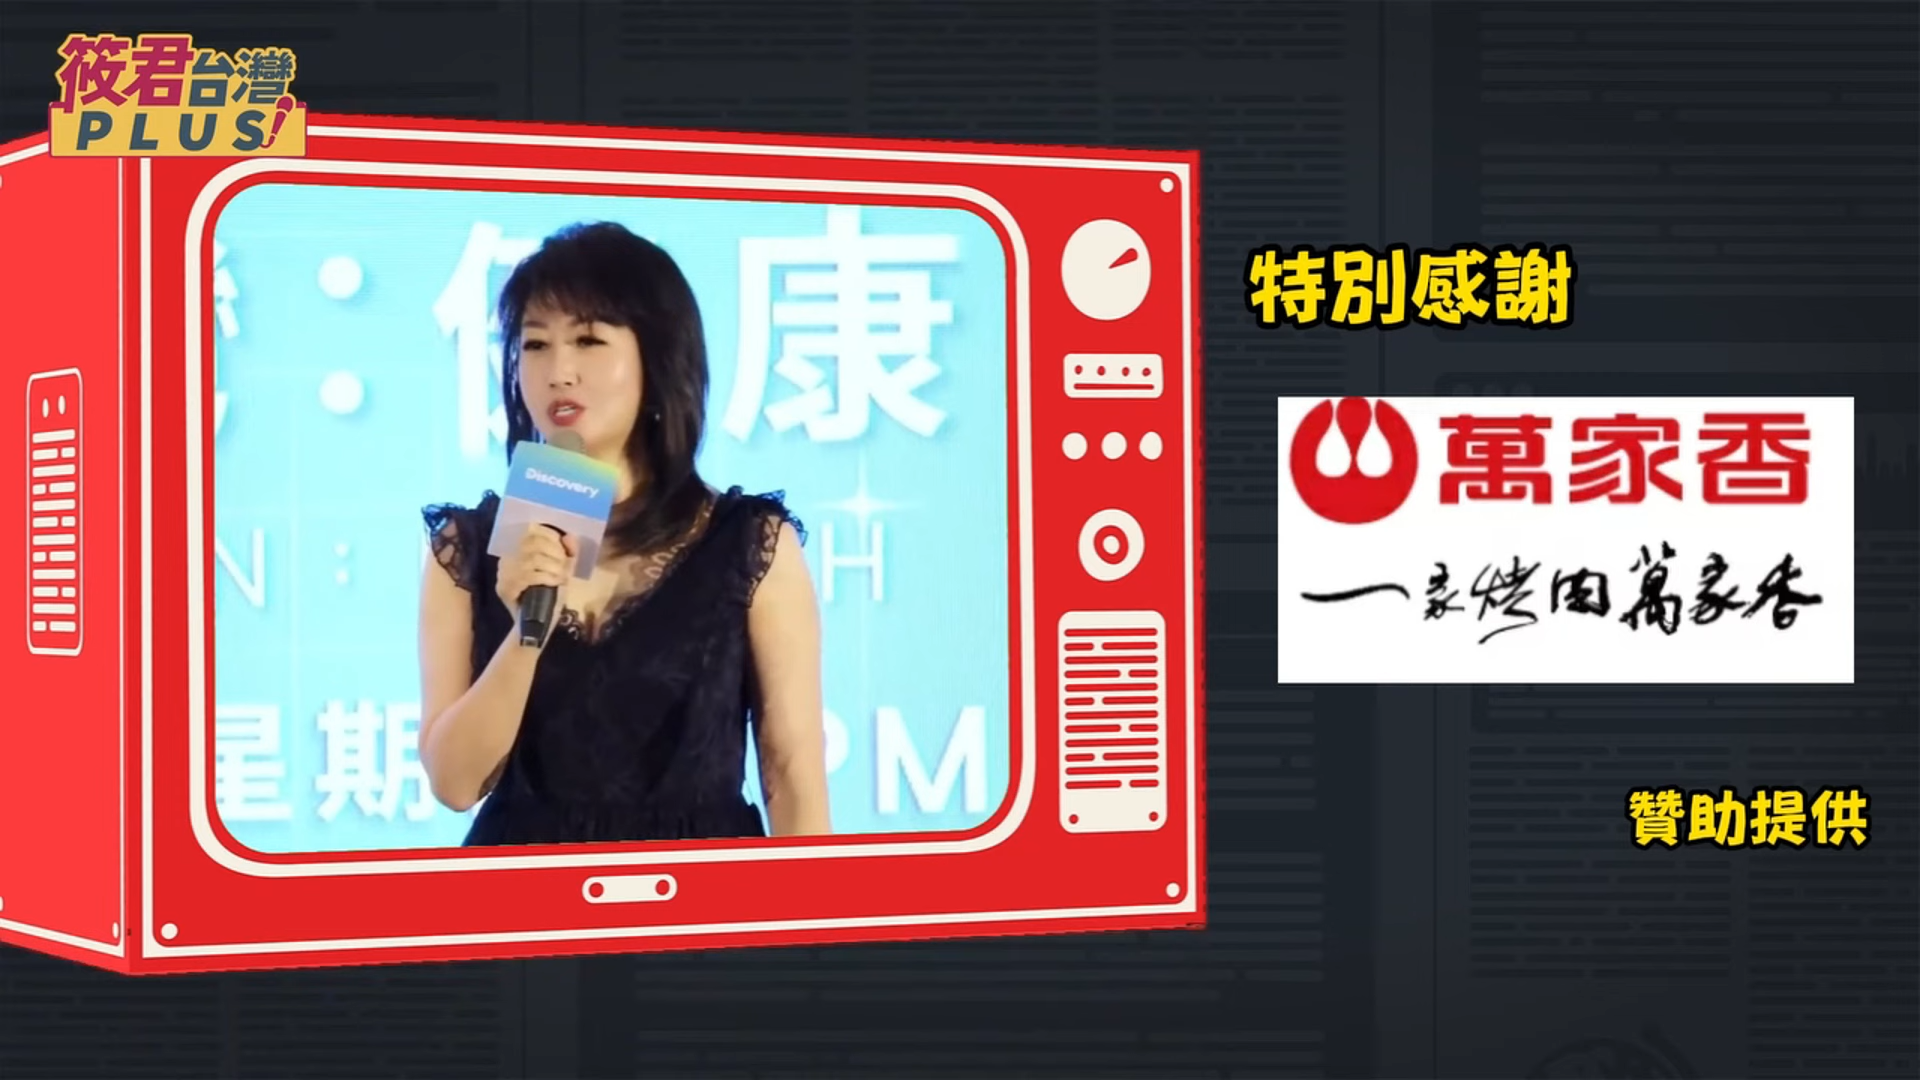 筱君台灣
PLUS!
：健康
Discovery
N : H H
星期 PM
特別感謝
萬家香
一家烤肉萬家香
贊助提供